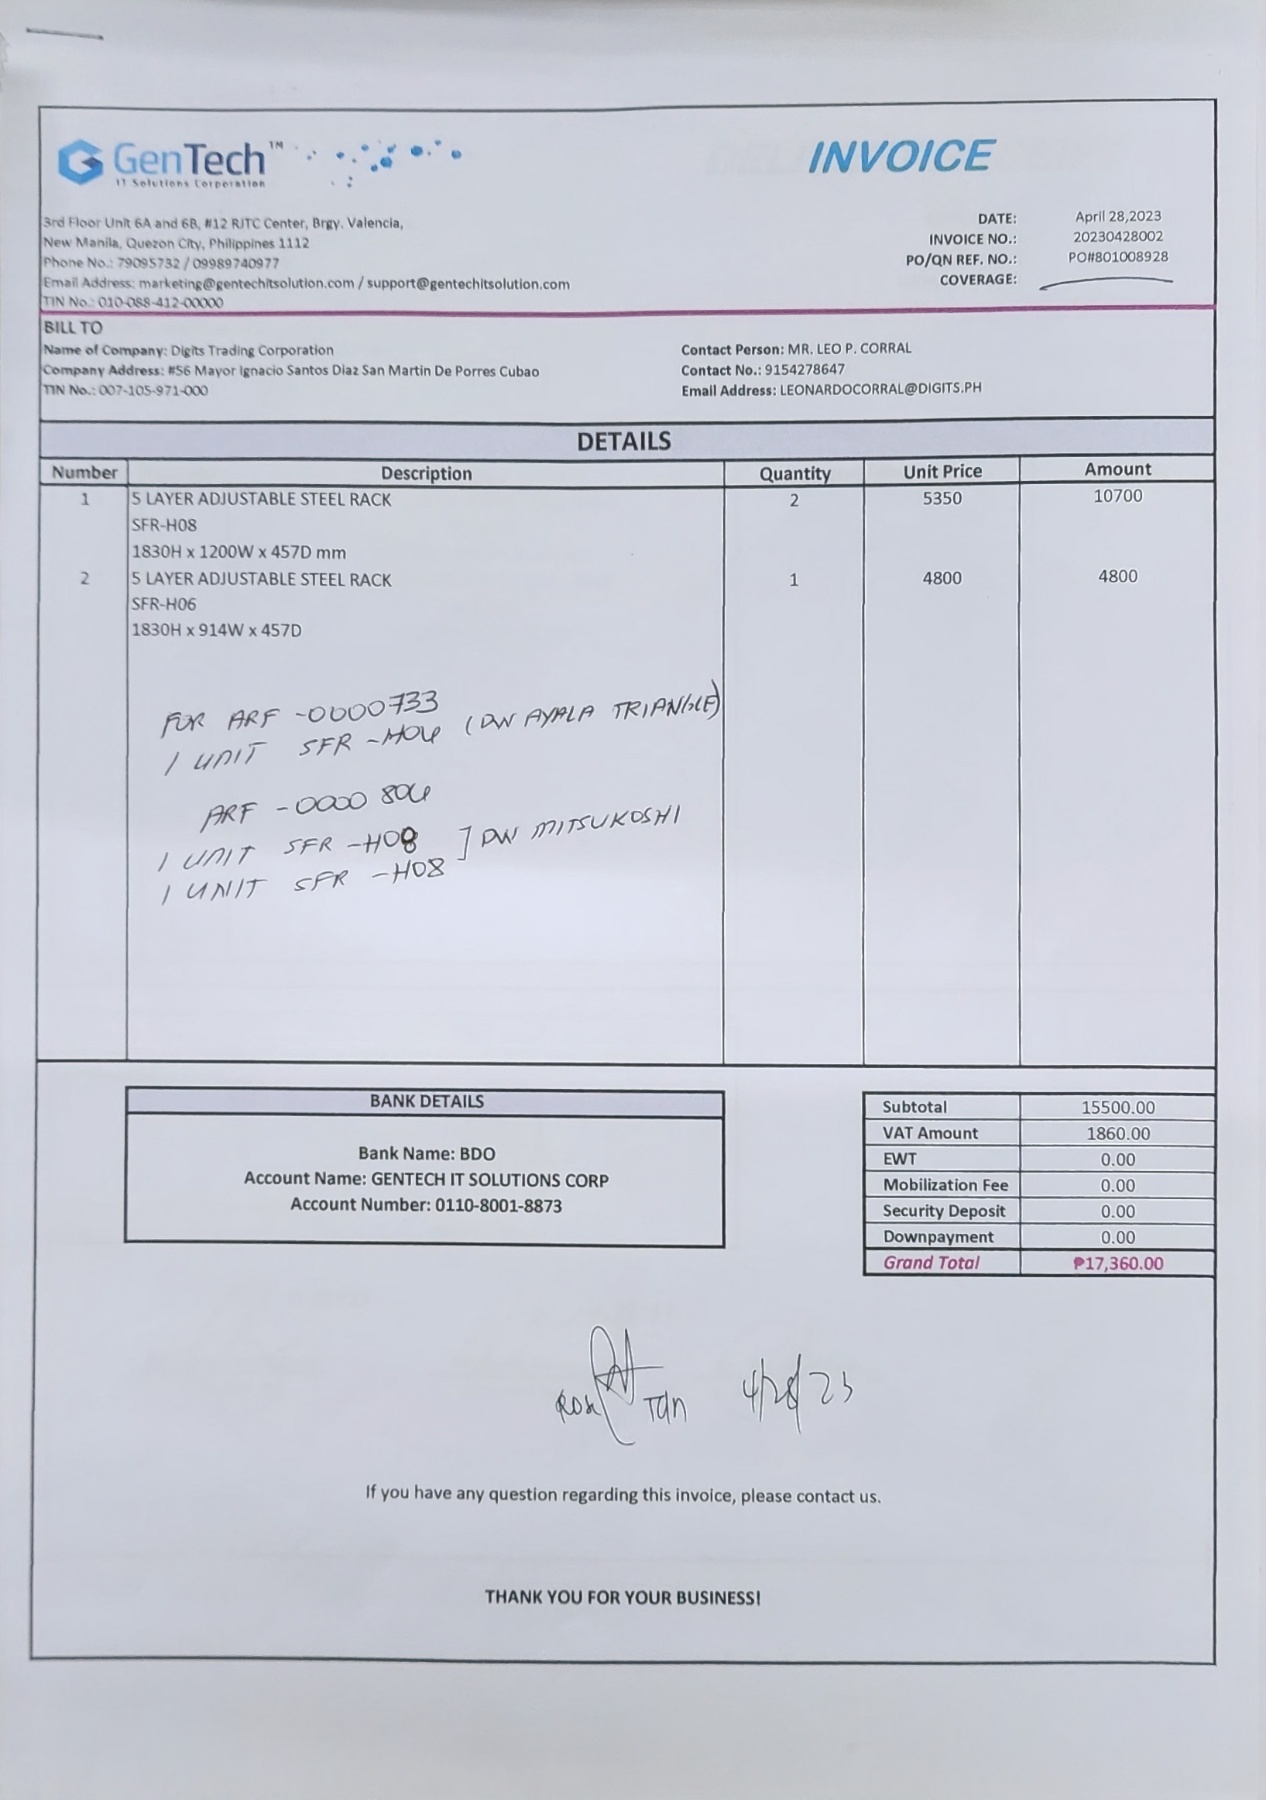 GenTech™
IT Solutions Corporation
INVOICE
3rd Floor Unit 6A and 6B, #12 RJTC Center, Brgy. Valencia,
New Manila, Quezon City, Philippines 1112
Phone No.: 79095732 / 09989740977
Email Address: marketing@gentechitsolution.com / support@gentechitsolution.com
TIN No.: 010-088-412-00000
DATE: April 28,2023
INVOICE NO.: 20230428002
PO/QN REF. NO.: PO#801008928
COVERAGE:
BILL TO
Name of Company: Digits Trading Corporation
Company Address: #56 Mayor Ignacio Santos Diaz San Martin De Porres Cubao
TIN No.: 007-105-971-000
Contact Person: MR. LEO P. CORRAL
Contact No.: 9154278647
Email Address: LEONARDOCORRAL@DIGITS.PH
DETAILS
Number Description Quantity Unit Price Amount
1 5 LAYER ADJUSTABLE STEEL RACK 2 5350 10700
SFR-H08
1830H x 1200W x 457D mm
2 5 LAYER ADJUSTABLE STEEL RACK 1 4800 4800
SFR-H06
1830H x 914W x 457D
FOR ARF -0000733
1 UNIT SFR -H06 (DW AYALA TRIANGLE)
ARF -0000806
1 UNIT SFR -H08 ] DW MITSUKOSHI
1 UNIT SFR -H08
BANK DETAILS
Bank Name: BDO
Account Name: GENTECH IT SOLUTIONS CORP
Account Number: 0110-8001-8873
Subtotal 15500.00
VAT Amount 1860.00
EWT 0.00
Mobilization Fee 0.00
Security Deposit 0.00
Downpayment 0.00
Grand Total ₱17,360.00
Tan 4/28/23
If you have any question regarding this invoice, please contact us.
THANK YOU FOR YOUR BUSINESS!